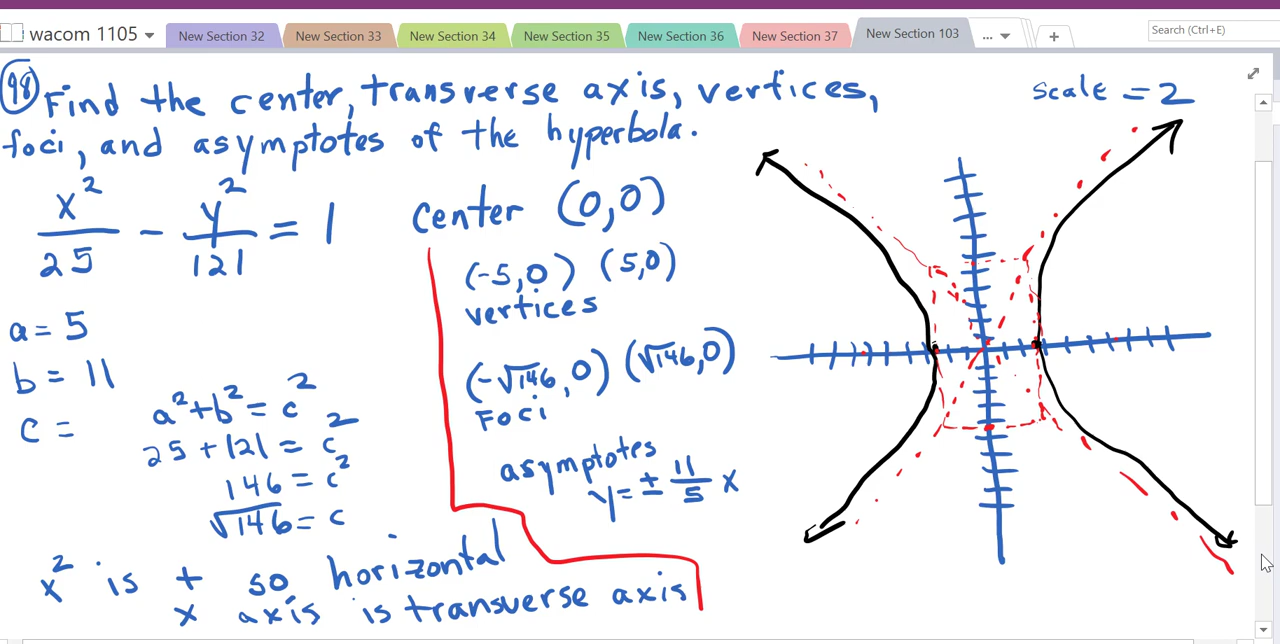 wacom 1105
New Section 32
New Section 33
New Section 34
New Section 35
New Section 36
New Section 37
New Section 103
...
Search (Ctrl+E)
98 Find the center, transverse axis, vertices,
foci, and asymptotes of the hyperbola.
scale = 2
x²/25 - y²/121 = 1
center (0,0)
(-5,0) (5,0)
vertices
a = 5
b = 11
c =
a² + b² = c²
25 + 121 = c²
146 = c²
√146 = c
(-√146, 0) (√146, 0)
Foci
asymptotes
y = ± 11/5 x
x² is + so horizontal
x axis is transverse axis